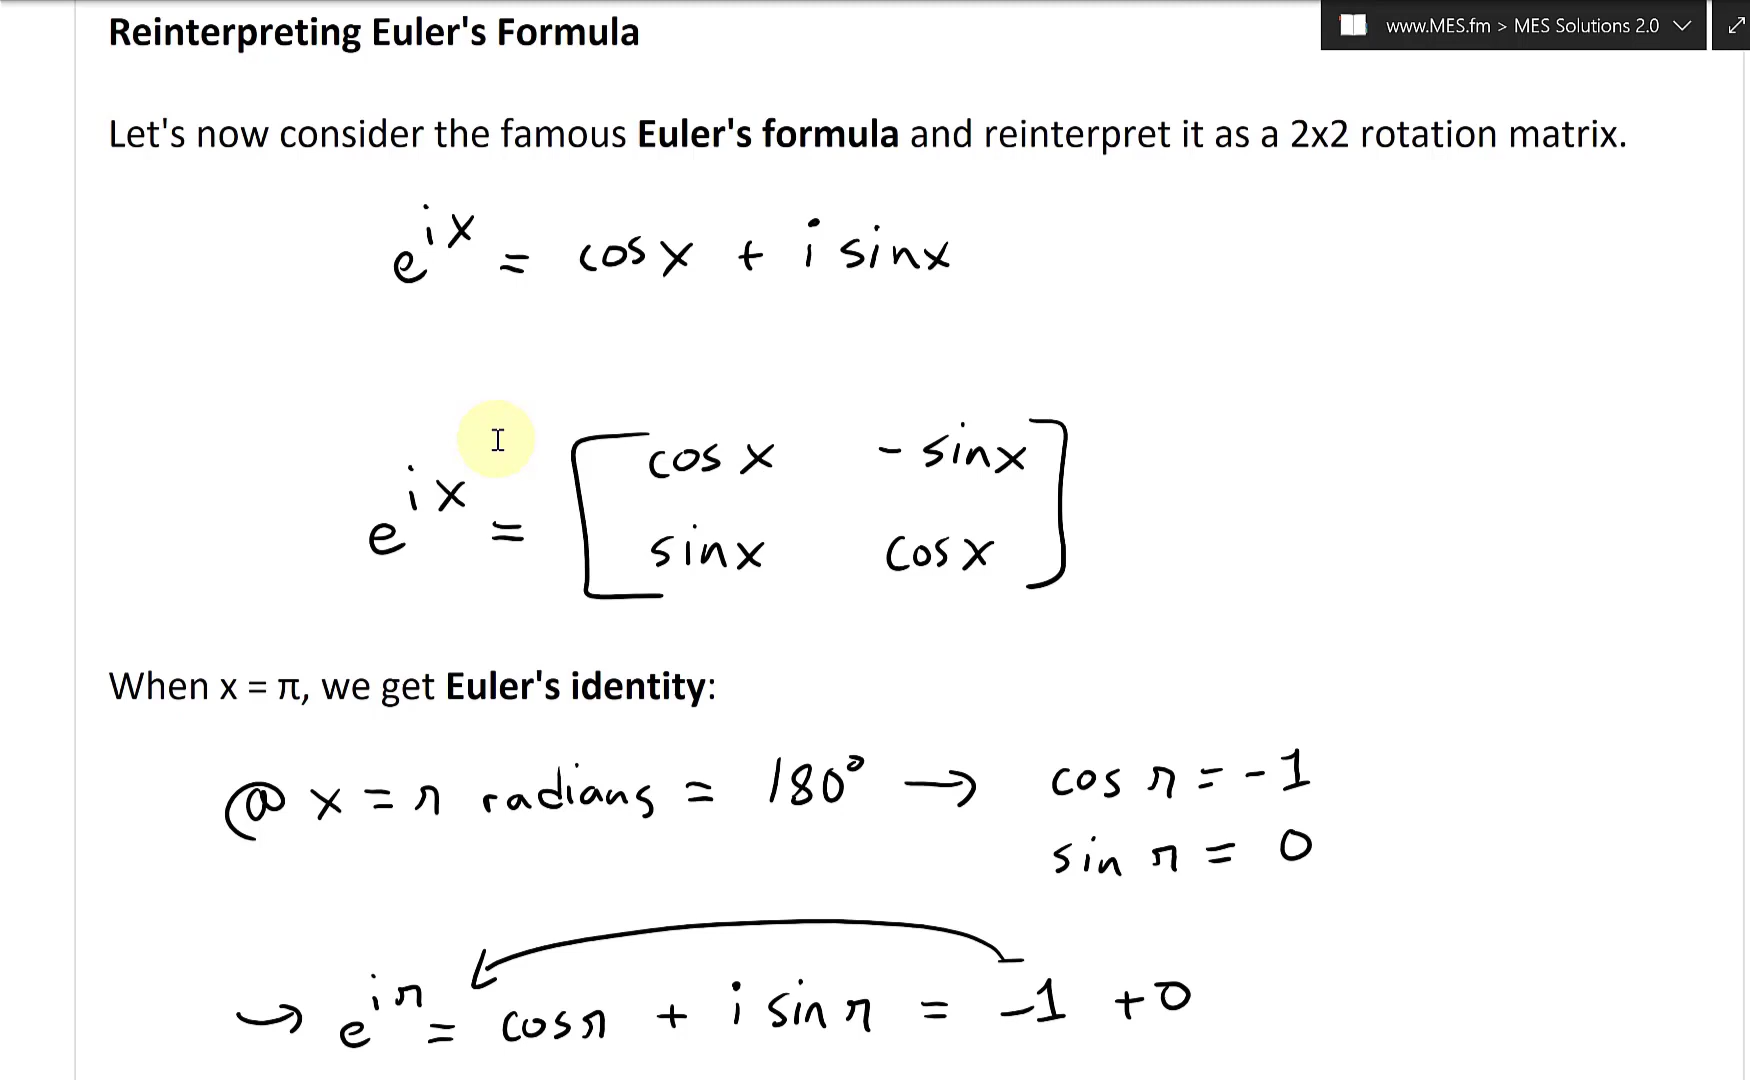 Reinterpreting Euler's Formula
www.MES.fm > MES Solutions 2.0
Let's now consider the famous Euler's formula and reinterpret it as a 2x2 rotation matrix.
e^{ix} = cos x + i sin x
e^{ix} = [cos x  - sin x
sin x  cos x]
When x = π, we get Euler's identity:
@ x = π radians = 180° → cos π = -1
sin π = 0
→ e^{iπ} = cos π + i sin π = -1 + 0